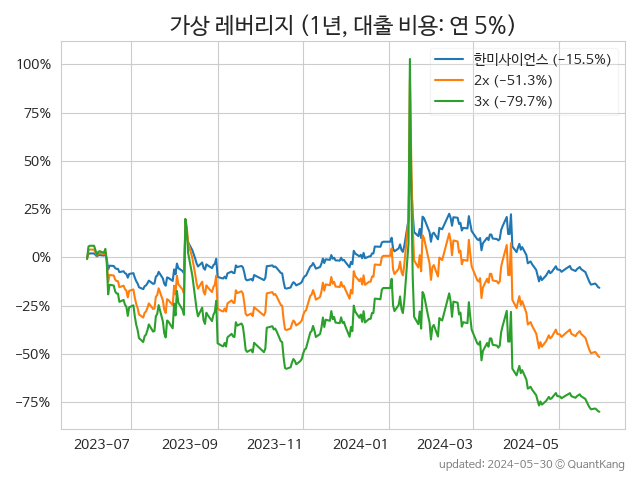 가상 레버리지 (1년, 대출 비용: 연 5%)
한미사이언스 (−15.5%)
2x (−51.3%)
3x (−79.7%)
100%
75%
50%
25%
0%
−25%
−50%
−75%
2023-07 2023-09 2023-11 2024-01 2024-03 2024-05
updated: 2024-05-30 © QuantKang